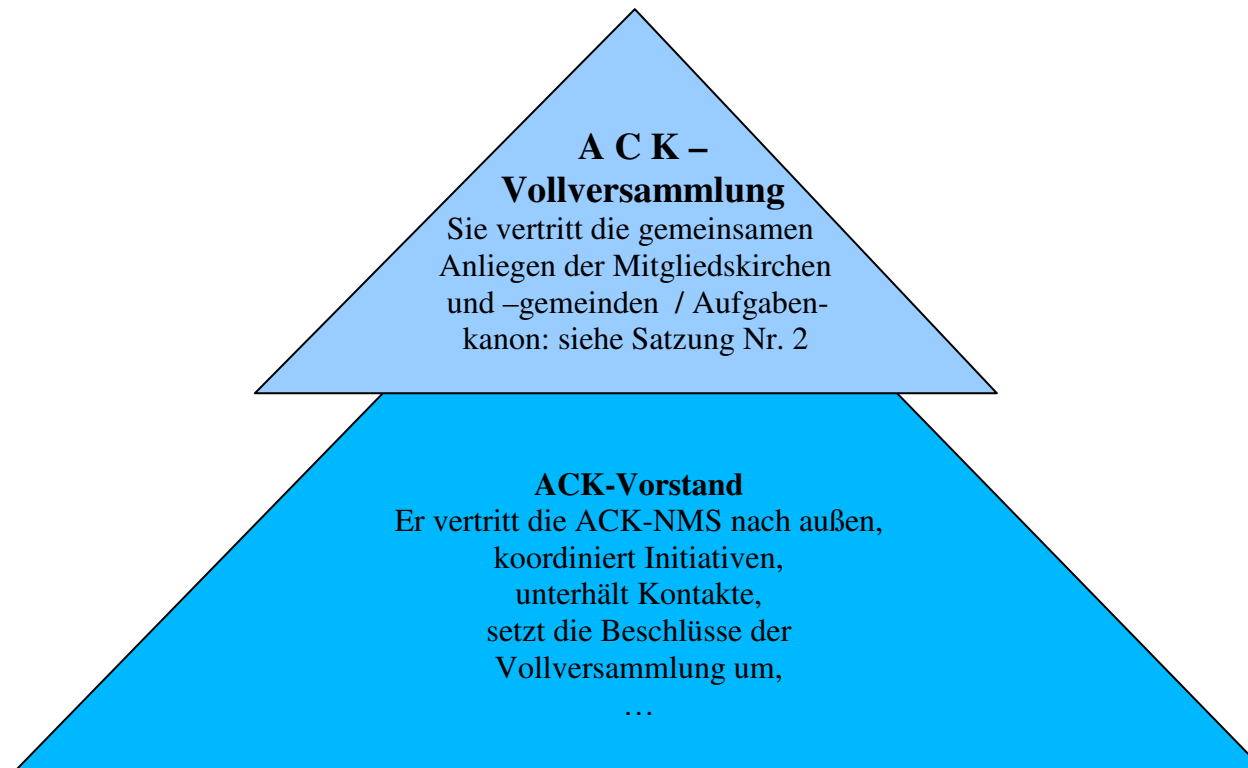 A C K –
Vollversammlung
Sie vertritt die gemeinsamen
Anliegen der Mitgliedskirchen
und –gemeinden / Aufgaben-
kanon: siehe Satzung Nr. 2
ACK-Vorstand
Er vertritt die ACK-NMS nach außen,
koordiniert Initiativen,
unterhält Kontakte,
setzt die Beschlüsse der
Vollversammlung um,
…